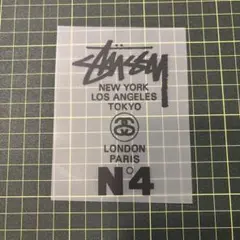 Stüssy
NEW YORK
LOS ANGELES
TOKYO
LONDON
PARIS
N4